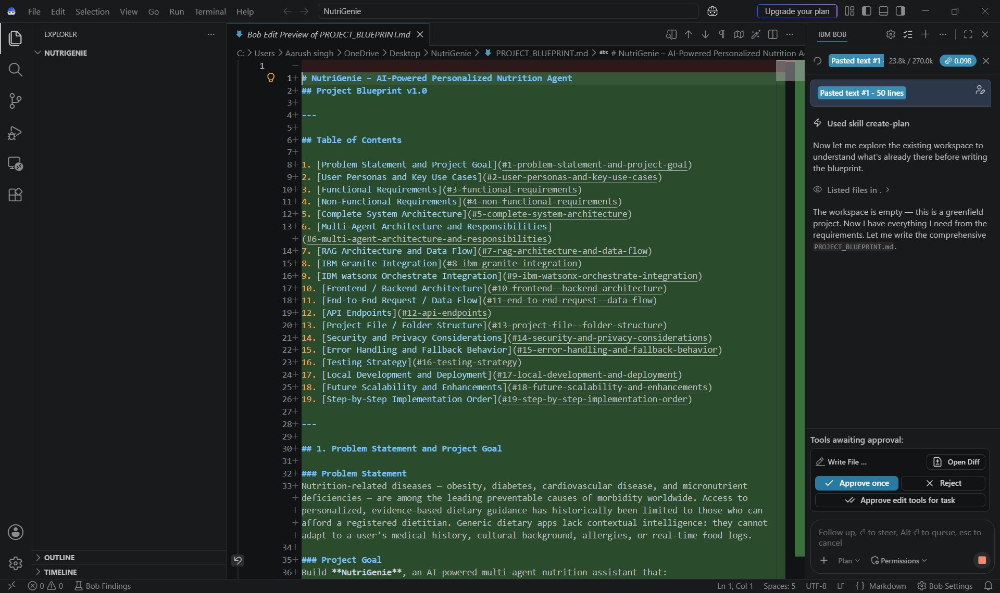 File Edit Selection View Go Run Terminal Help
NutriGenie
Upgrade your plan
EXPLORER
NUTRIGENIE
OUTLINE
TIMELINE
Bob Edit Preview of PROJECT_BLUEPRINT.md
C: > Users > Aarush singh > OneDrive > Desktop > NutriGenie > PROJECT_BLUEPRINT.md > abc # NutriGenie – AI-Powered Personalized Nutrition A
1 —
1+ # NutriGenie – AI-Powered Personalized Nutrition Agent
2+ ## Project Blueprint v1.0
3+
4+ ---
5+
6+ ## Table of Contents
7+
8+ 1. [Problem Statement and Project Goal](#1-problem-statement-and-project-goal)
9+ 2. [User Personas and Key Use Cases](#2-user-personas-and-key-use-cases)
10+ 3. [Functional Requirements](#3-functional-requirements)
11+ 4. [Non-Functional Requirements](#4-non-functional-requirements)
12+ 5. [Complete System Architecture](#5-complete-system-architecture)
13+ 6. [Multi-Agent Architecture and Responsibilities]
+ (#6-multi-agent-architecture-and-responsibilities)
14+ 7. [RAG Architecture and Data Flow](#7-rag-architecture-and-data-flow)
15+ 8. [IBM Granite Integration](#8-ibm-granite-integration)
16+ 9. [IBM watsonx Orchestrate Integration](#9-ibm-watsonx-orchestrate-integration)
17+ 10. [Frontend / Backend Architecture](#10-frontend--backend-architecture)
18+ 11. [End-to-End Request / Data Flow](#11-end-to-end-request--data-flow)
19+ 12. [API Endpoints](#12-api-endpoints)
20+ 13. [Project File / Folder Structure](#13-project-file--folder-structure)
21+ 14. [Security and Privacy Considerations](#14-security-and-privacy-considerations)
22+ 15. [Error Handling and Fallback Behavior](#15-error-handling-and-fallback-behavior)
23+ 16. [Testing Strategy](#16-testing-strategy)
24+ 17. [Local Development and Deployment](#17-local-development-and-deployment)
25+ 18. [Future Scalability and Enhancements](#18-future-scalability-and-enhancements)
26+ 19. [Step-by-Step Implementation Order](#19-step-by-step-implementation-order)
27+
28+ ---
29+
30+ ## 1. Problem Statement and Project Goal
31+
32+ ### Problem Statement
33+ Nutrition-related diseases — obesity, diabetes, cardiovascular disease, and micronutrient
+ deficiencies — are among the leading preventable causes of morbidity worldwide. Access to
+ personalized, evidence-based dietary guidance has historically been limited to those who can
+ afford a registered dietitian. Generic dietary apps lack contextual intelligence: they cannot
+ adapt to a user's medical history, cultural background, allergies, or real-time food logs.
34+
35+ ### Project Goal
36+ Build **NutriGenie**, an AI-powered multi-agent nutrition assistant that:
IBM BOB
Pasted text #1 - 23.8k / 270.0k 0.098
Pasted text #1 - 50 lines
Used skill create-plan
Now let me explore the existing workspace to
understand what's already there before writing
the blueprint.
Listed files in . >
The workspace is empty — this is a greenfield
project. Now I have everything I need from the
requirements. Let me write the comprehensive
PROJECT_BLUEPRINT.md.
Tools awaiting approval:
Write File ... Open Diff
Approve once Reject
Approve edit tools for task
Follow up, ⏎ to steer, Alt ⏎ to queue, esc to
cancel
Plan Permissions
0 0 Bob Findings Ln 1, Col 1 Spaces: 5 UTF-8 LF {} Markdown Bob Settings